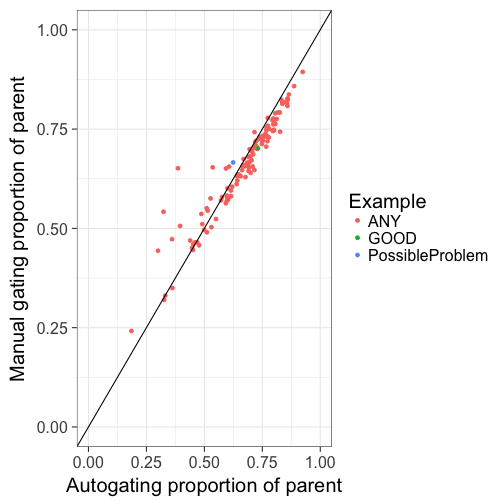 1.00
0.75
0.50
0.25
0.00
Manual gating proportion of parent
0.00 0.25 0.50 0.75 1.00
Autogating proportion of parent
Example
ANY
GOOD
PossibleProblem